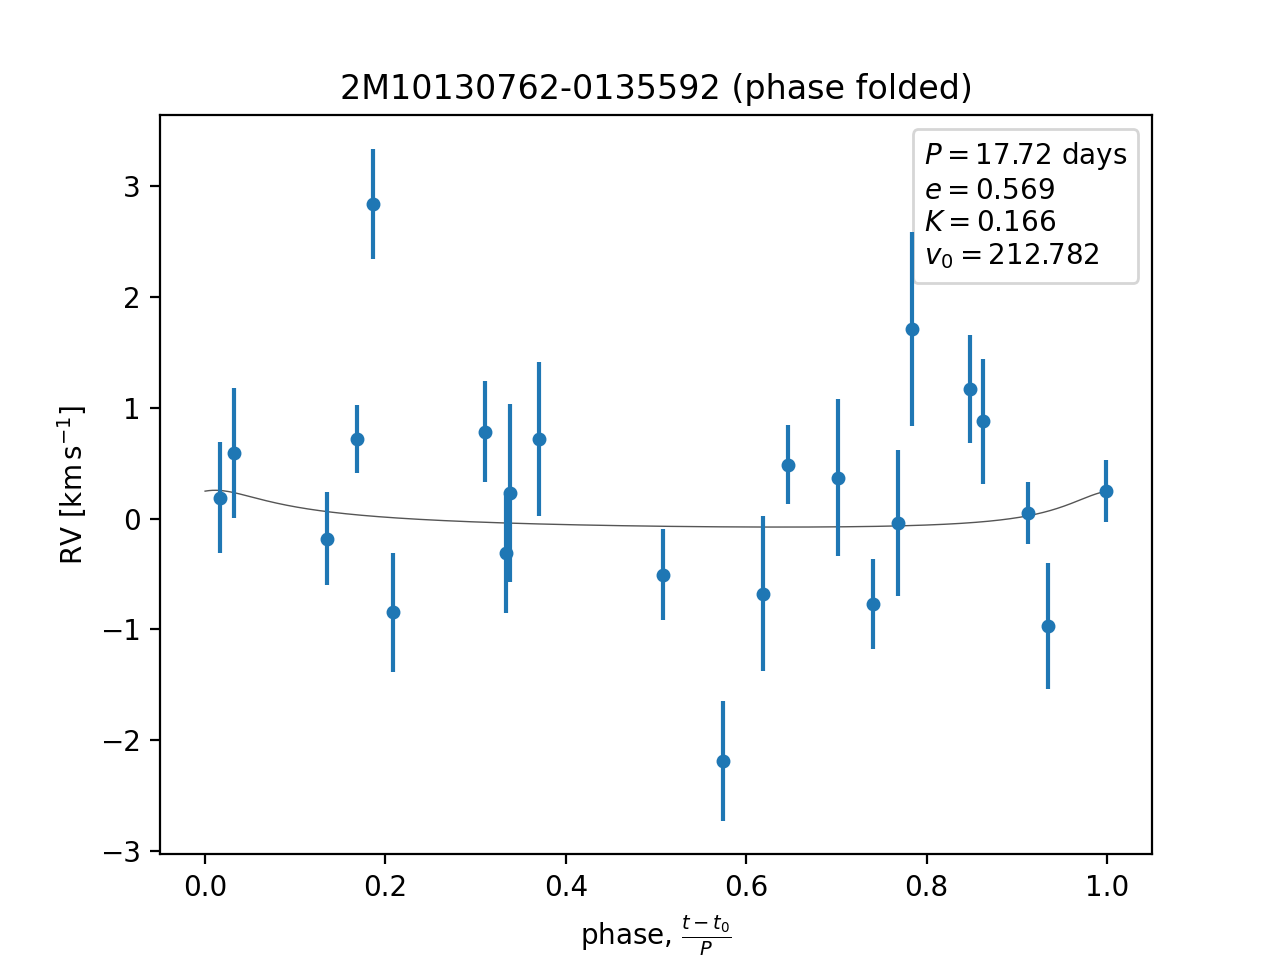 2M10130762-0135592 (phase folded)
P = 17.72 days
e = 0.569
K = 0.166
v₀ = 212.782
RV [km s⁻¹]
3
2
1
0
−1
−2
−3
0.0 0.2 0.4 0.6 0.8 1.0
phase, (t − t₀)/P